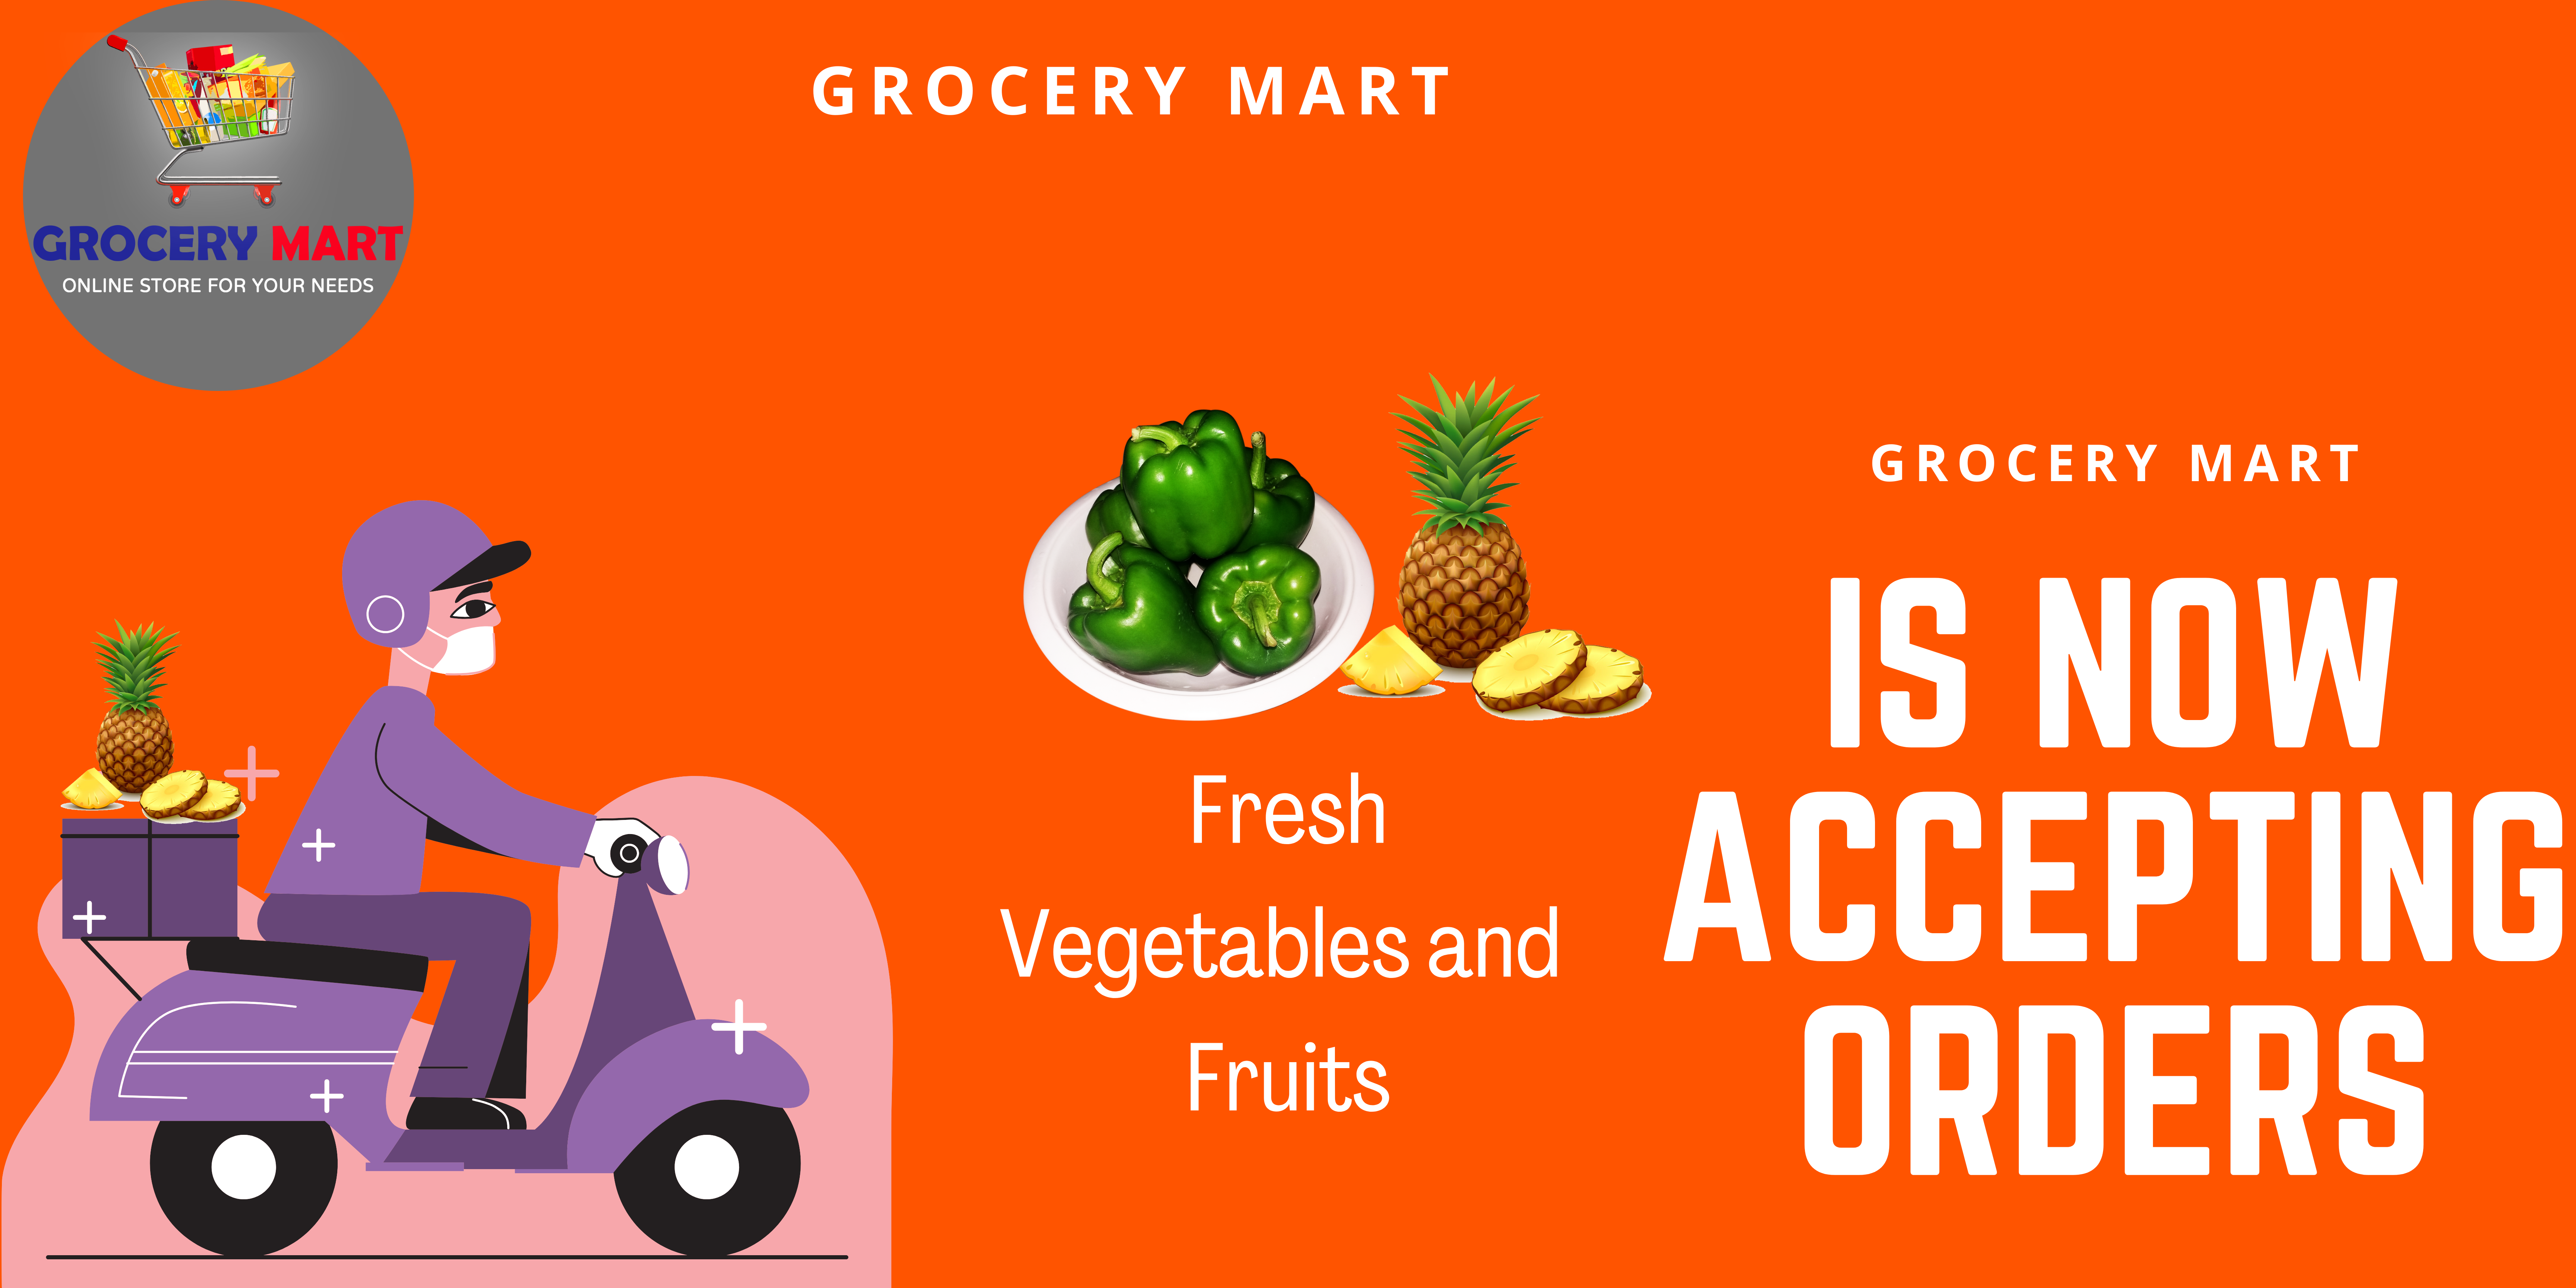 GROCERY MART
GROCERY MART
ONLINE STORE FOR YOUR NEEDS
Fresh
Vegetables and
Fruits
GROCERY MART
IS NOW
ACCEPTING
ORDERS